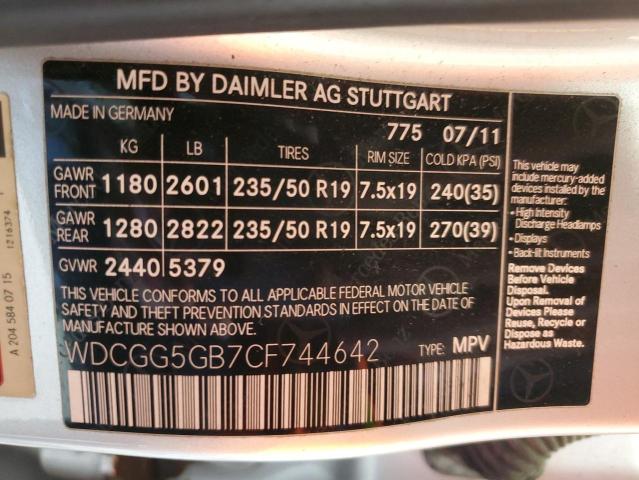 MFD BY DAIMLER AG STUTTGART
MADE IN GERMANY
775 07/11
KG LB TIRES RIM SIZE COLD KPA (PSI)
GAWR FRONT 1180 2601 235/50 R19 7.5x19 240(35)
GAWR REAR 1280 2822 235/50 R19 7.5x19 270(39)
GVWR 2440 5379
THIS VEHICLE CONFORMS TO ALL APPLICABLE FEDERAL MOTOR VEHICLE
SAFETY AND THEFT PREVENTION STANDARDS IN EFFECT ON THE DATE
OF MANUFACTURE SHOWN ABOVE.
WDCGG5GB7CF744642 TYPE: MPV
This vehicle may
include mercury-added
devices installed by the
manufacturer:
• High Intensity
Discharge Headlamps
• Displays
• Back-lit Instruments
Remove Devices
Before Vehicle
Disposal.
Upon Removal of
Devices Please
Reuse, Recycle or
Dispose as
Hazardous Waste.
A 204 584 07 15
1216374